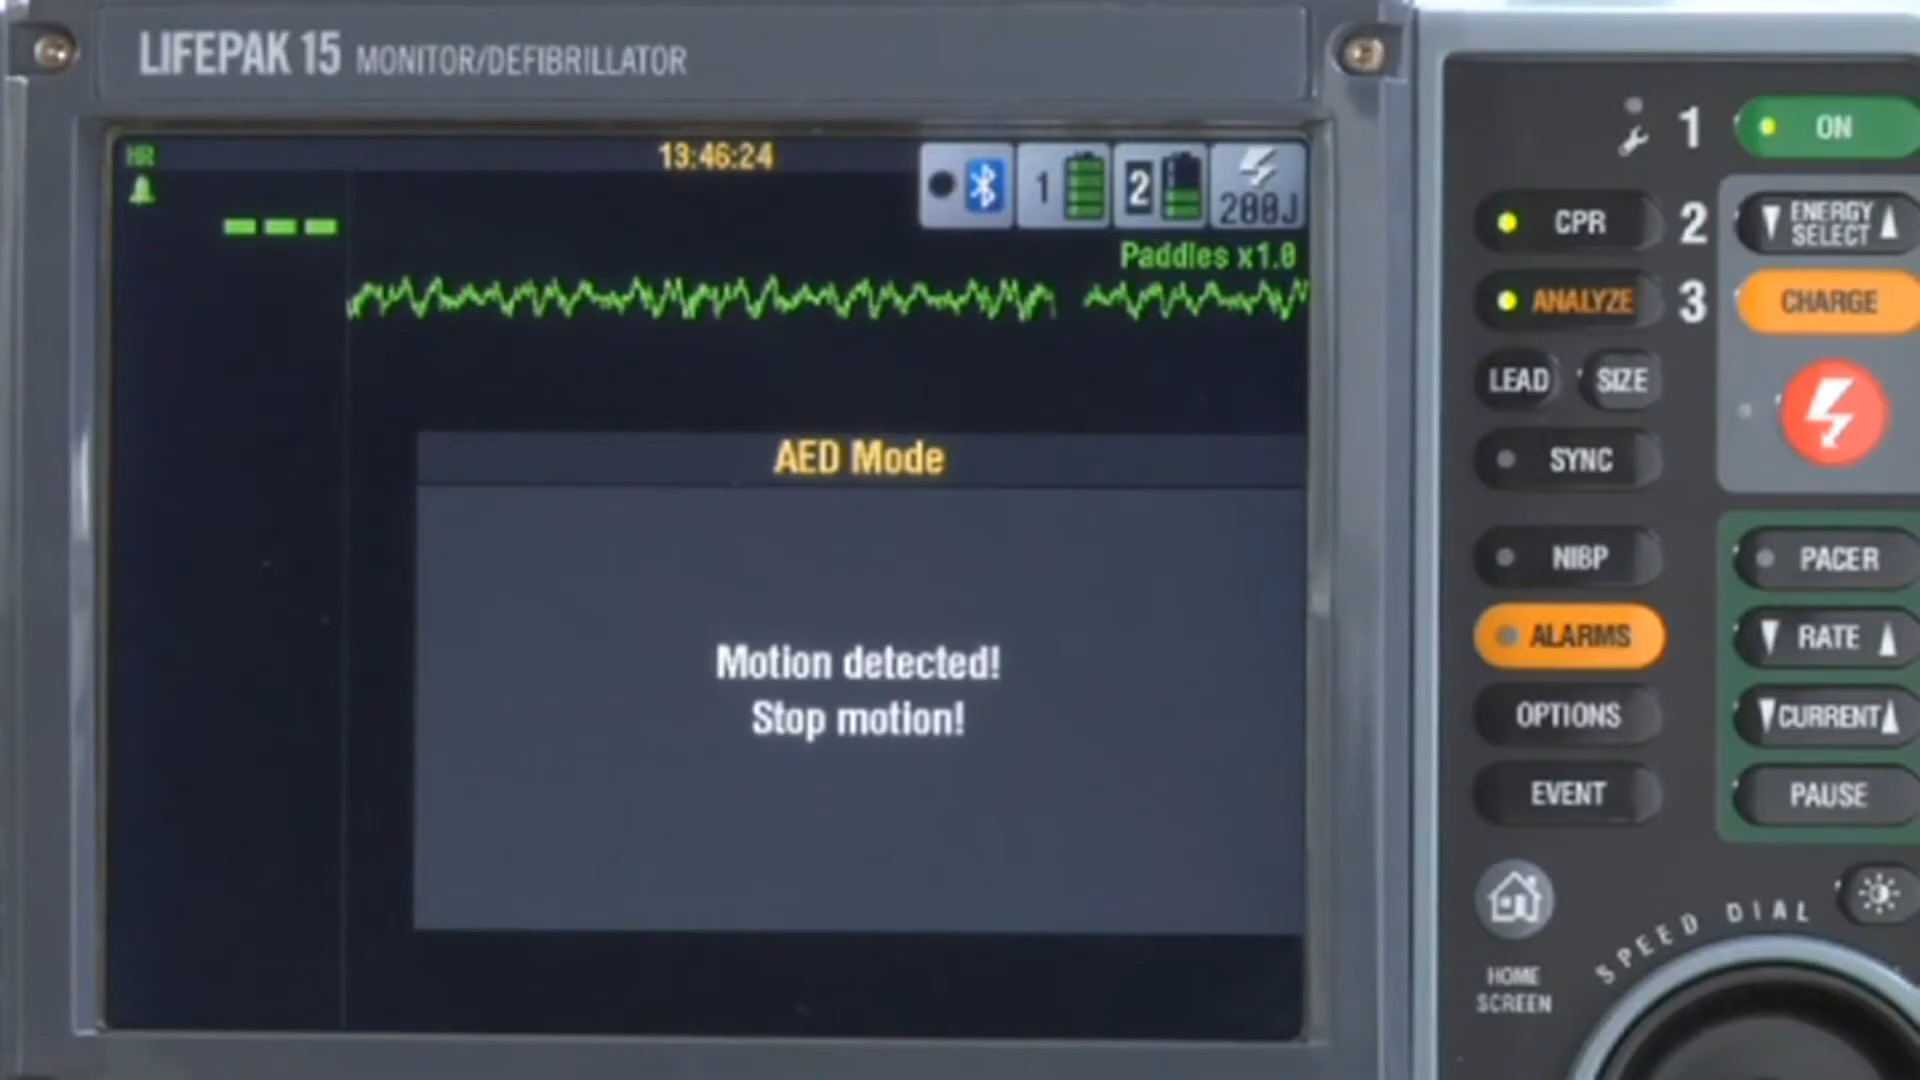 LIFEPAK 15 MONITOR/DEFIBRILLATOR
HR
13:46:24
1
2
200J
Paddles x1.0
AED Mode
Motion detected!
Stop motion!
1 ON
CPR
2 ENERGY SELECT
ANALYZE
3 CHARGE
LEAD
SIZE
SYNC
NIBP
PACER
ALARMS
RATE
OPTIONS
CURRENT
EVENT
PAUSE
HOME
SCREEN
SPEED DIAL